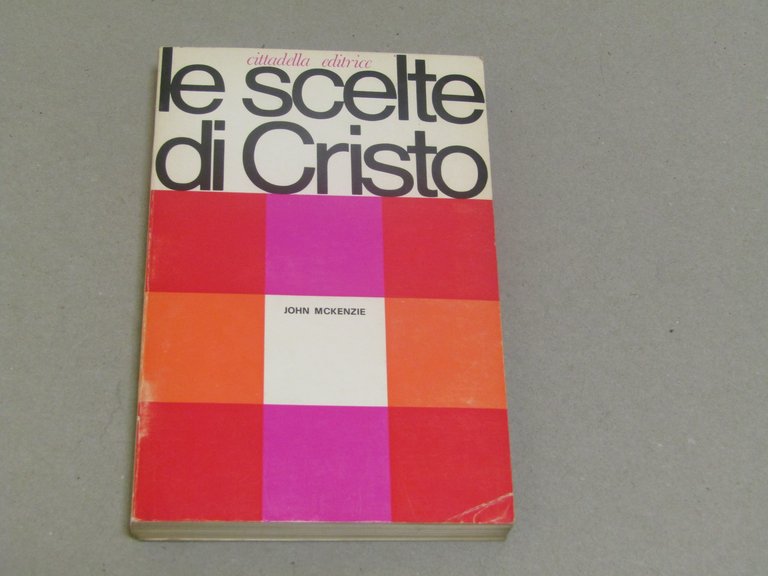 cittadella editrice
le scelte
di Cristo
JOHN MCKENZIE